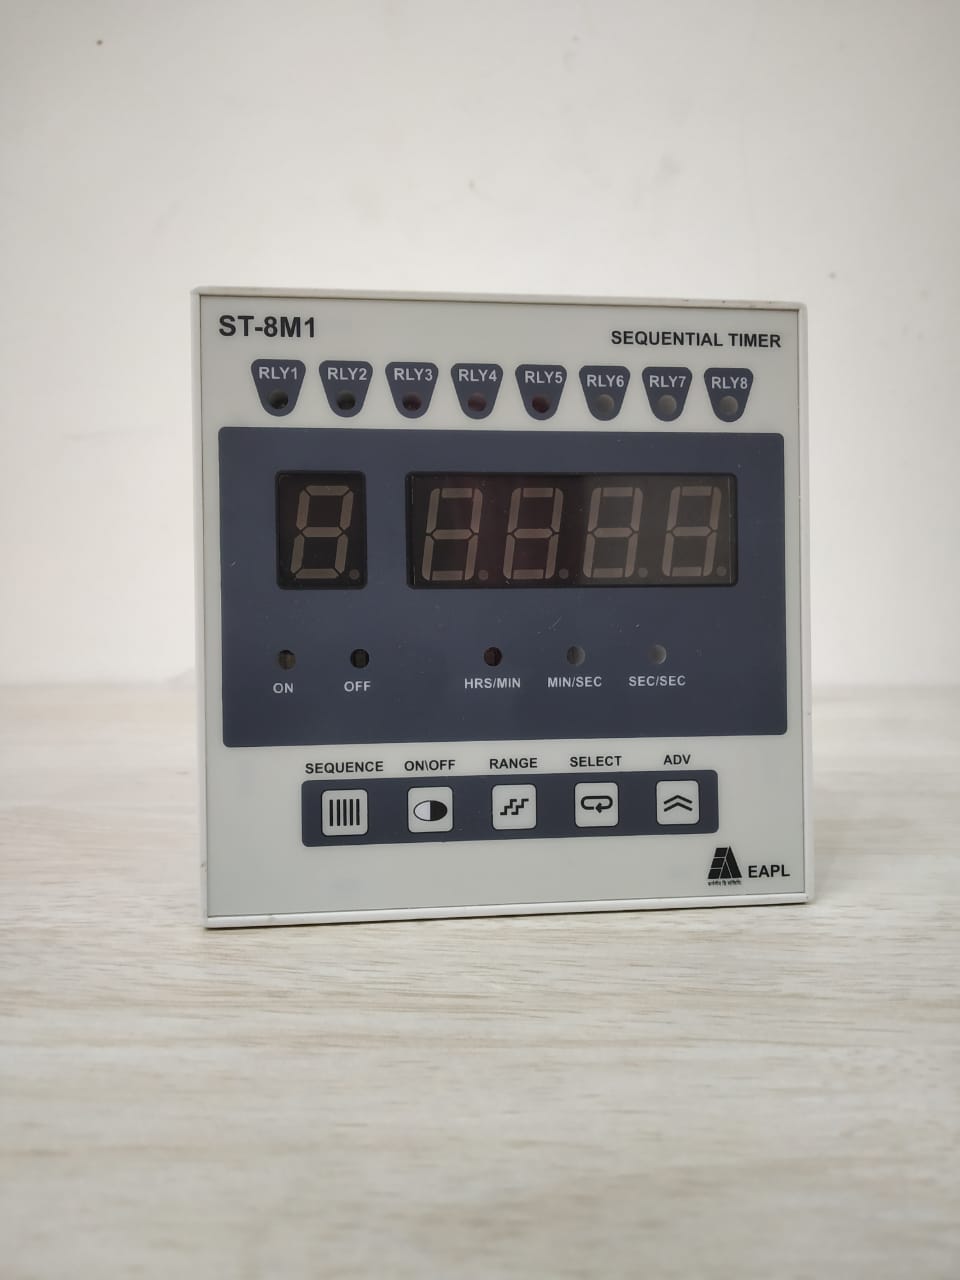 ST-8M1
SEQUENTIAL TIMER
RLY1 RLY2 RLY3 RLY4 RLY5 RLY6 RLY7 RLY8
ON OFF HRS/MIN MIN/SEC SEC/SEC
SEQUENCE ON\OFF RANGE SELECT ADV
EAPL